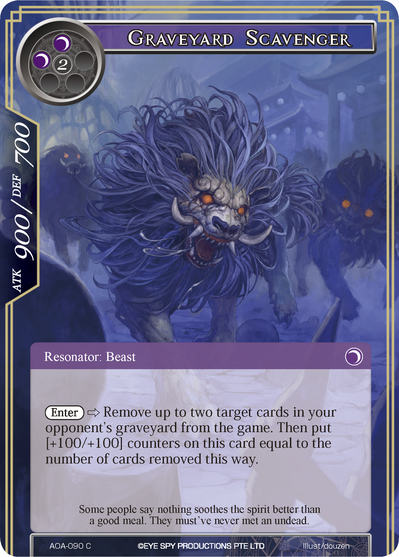 GRAVEYARD SCAVENGER
2
ATK 900/DEF 700
Resonator: Beast
Enter ⇨ Remove up to two target cards in your
opponent's graveyard from the game. Then put
[+100/+100] counters on this card equal to the
number of cards removed this way.
Some people say nothing soothes the spirit better than
a good meal. They must've never met an undead.
AOA-090 C
©EYE SPY PRODUCTIONS PTE LTD
Illust/douzen